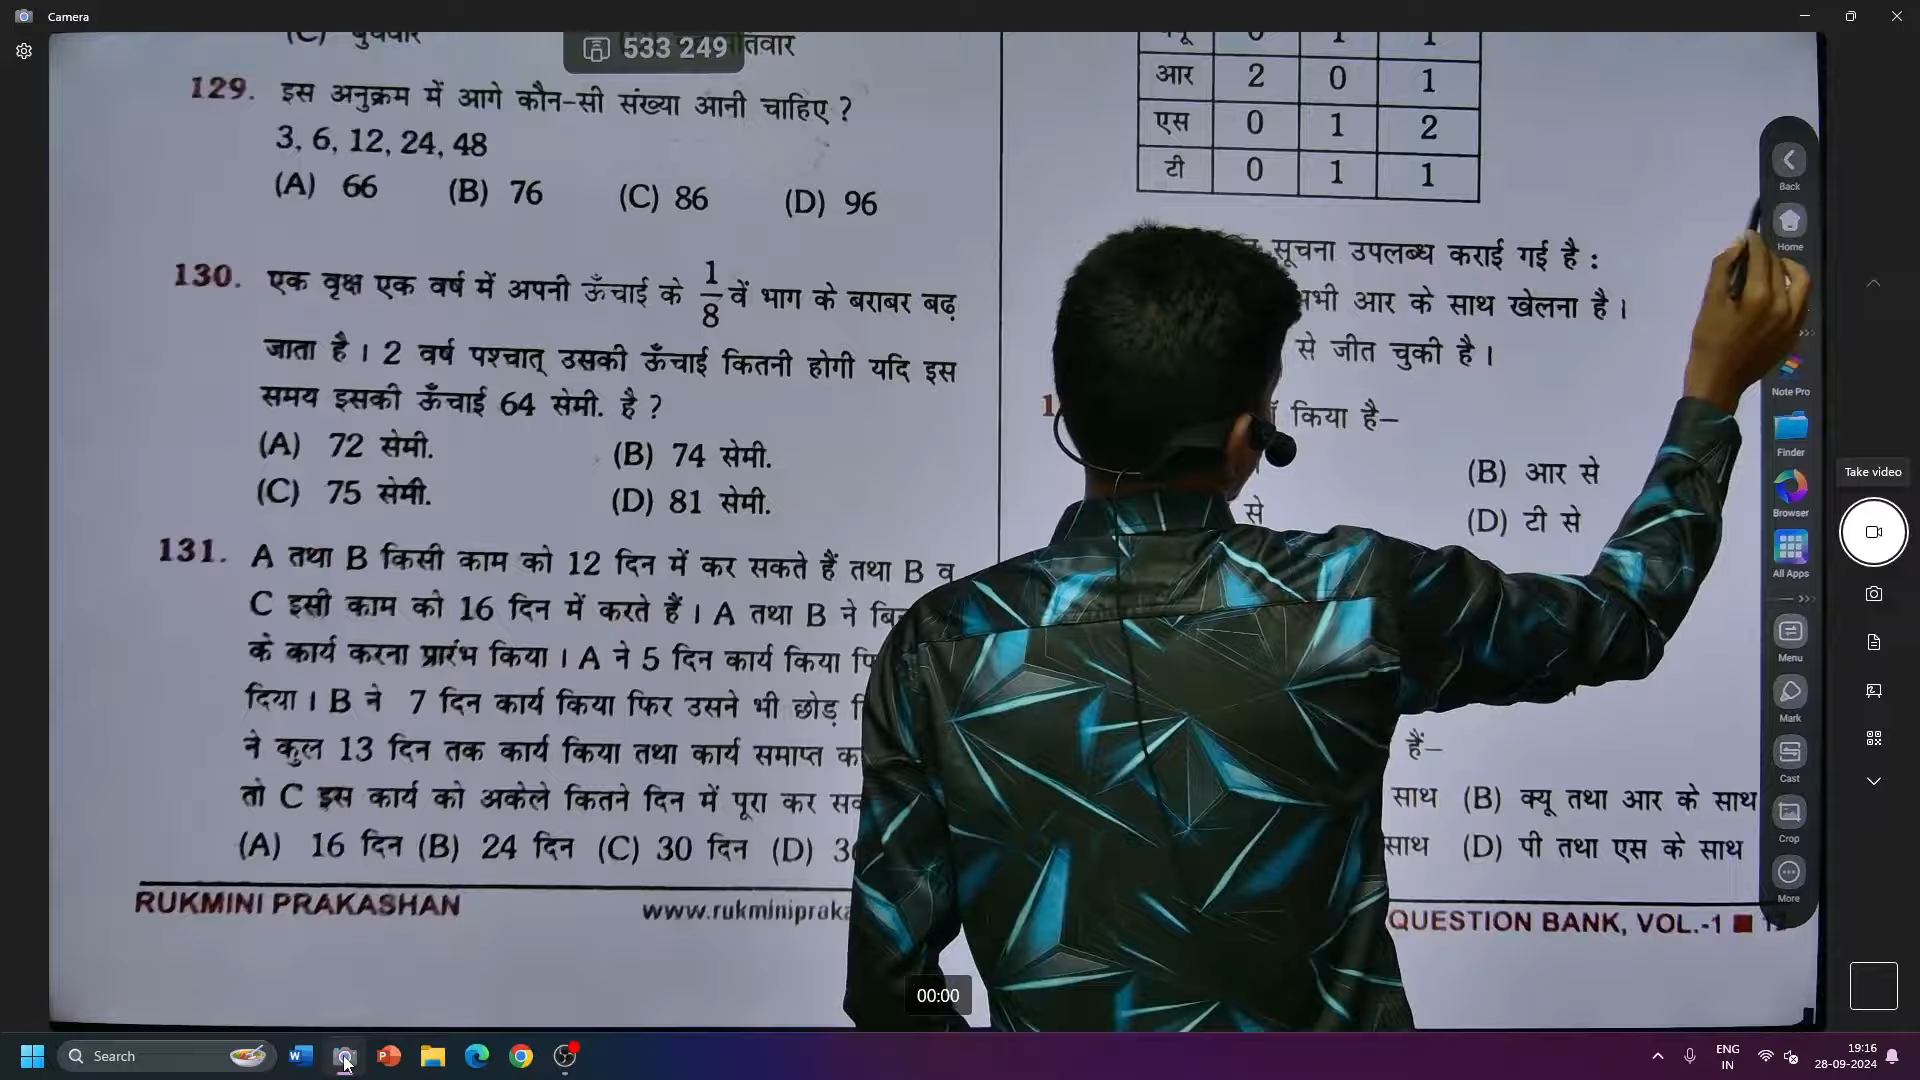 Camera
533 249
(C) बुधवार
129. इस अनुक्रम में आगे कौन-सी संख्या आनी चाहिए ?
3, 6, 12, 24, 48
(A) 66 (B) 76 (C) 86 (D) 96
130. एक वृक्ष एक वर्ष में अपनी ऊँचाई के 1/8 वें भाग के बराबर बढ़
जाता है । 2 वर्ष पश्चात् उसकी ऊँचाई कितनी होगी यदि इस
समय इसकी ऊँचाई 64 सेमी. है ?
(A) 72 सेमी. (B) 74 सेमी.
(C) 75 सेमी. (D) 81 सेमी.
131. A तथा B किसी काम को 12 दिन में कर सकते हैं तथा B व
C इसी काम को 16 दिन में करते हैं । A तथा B ने
के कार्य करना प्रारंभ किया । A ने 5 दिन कार्य किया
दिया । B ने 7 दिन कार्य किया फिर उसने भी छोड़
ने कुल 13 दिन तक कार्य किया तथा कार्य समाप्त
तो C इस कार्य को अकेले कितने दिन में पूरा कर
(A) 16 दिन (B) 24 दिन (C) 30 दिन (D)
RUKMINI PRAKASHAN
0 1 1
आर 2 0 1
एस 0 1 2
टी 0 1 1
सूचना उपलब्ध कराई गई है :
आर के साथ खेलना है ।
से जीत चुकी है ।
किया है–
(B) आर से
से (D) टी से
हैं–
साथ (B) क्यू तथा आर के साथ
साथ (D) पी तथा एस के साथ
QUESTION BANK, VOL.-1
Back
Home
Note Pro
Finder
Browser
All Apps
Menu
Mark
Cast
Crop
More
Take video
00:00
Search
ENG
IN
19:16
28-09-2024